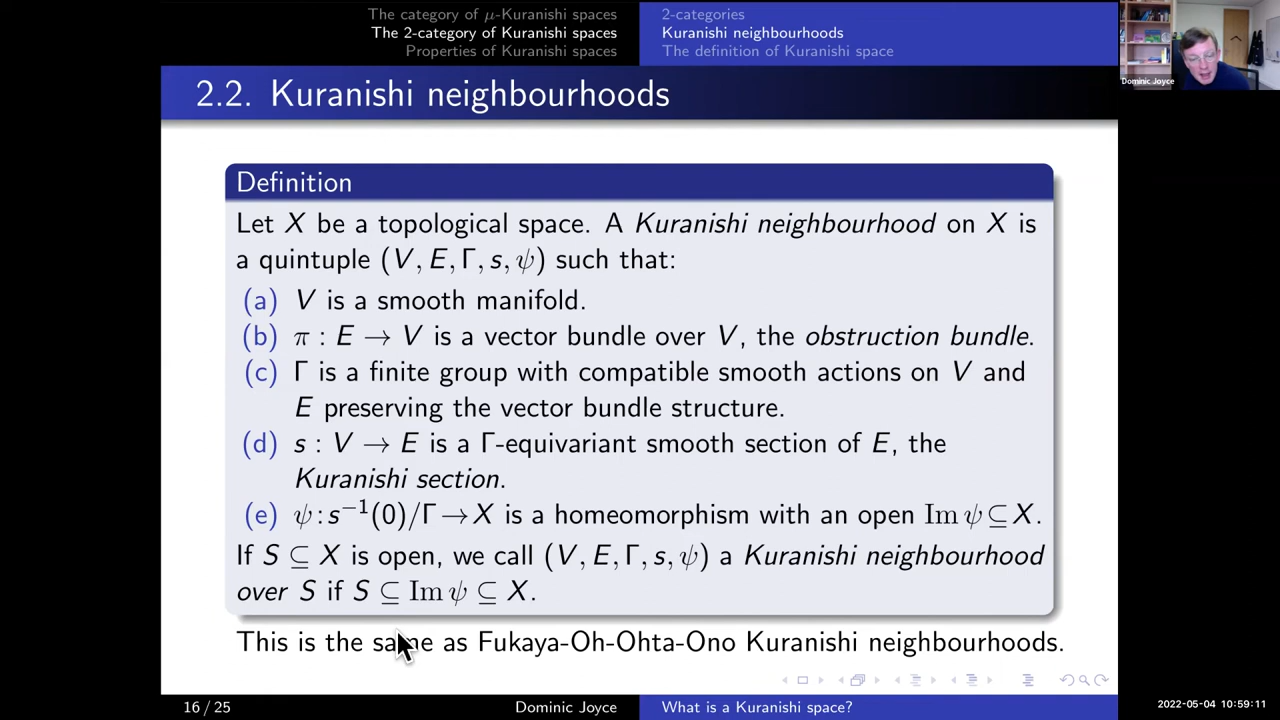 The category of μ-Kuranishi spaces
The 2-category of Kuranishi spaces
Properties of Kuranishi spaces
2-categories
Kuranishi neighbourhoods
The definition of Kuranishi space
Dominic Joyce
2.2. Kuranishi neighbourhoods
Definition
Let X be a topological space. A Kuranishi neighbourhood on X is
a quintuple (V, E, Γ, s, ψ) such that:
(a) V is a smooth manifold.
(b) π : E → V is a vector bundle over V, the obstruction bundle.
(c) Γ is a finite group with compatible smooth actions on V and
E preserving the vector bundle structure.
(d) s : V → E is a Γ-equivariant smooth section of E, the
Kuranishi section.
(e) ψ : s⁻¹(0)/Γ → X is a homeomorphism with an open Im ψ ⊆ X.
If S ⊆ X is open, we call (V, E, Γ, s, ψ) a Kuranishi neighbourhood
over S if S ⊆ Im ψ ⊆ X.
This is the same as Fukaya-Oh-Ohta-Ono Kuranishi neighbourhoods.
16 / 25
Dominic Joyce
What is a Kuranishi space?
2022-05-04 10:59:11